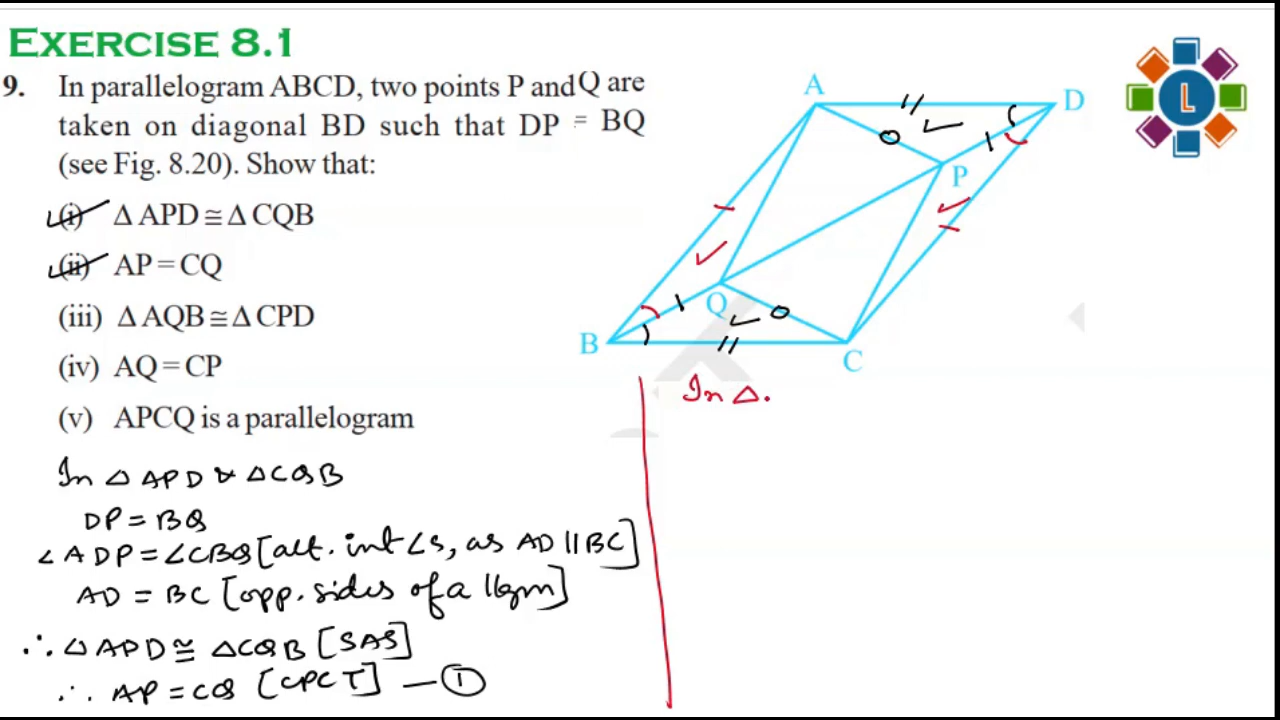 EXERCISE 8.1
9. In parallelogram ABCD, two points P and Q are
taken on diagonal BD such that DP = BQ
(see Fig. 8.20). Show that:
(i) Δ APD ≅ Δ CQB
(ii) AP = CQ
(iii) Δ AQB ≅ Δ CPD
(iv) AQ = CP
(v) APCQ is a parallelogram
A
D
P
Q
B
C
L
In △ APD & △CQB
DP = BQ
∠ADP = ∠CBQ [alt. int ∠s, as AD || BC]
AD = BC [opp. sides of a ||gm]
∴ △APD ≅ △CQB [SAS]
∴ AP = CQ [CPCT] — ①
In △.